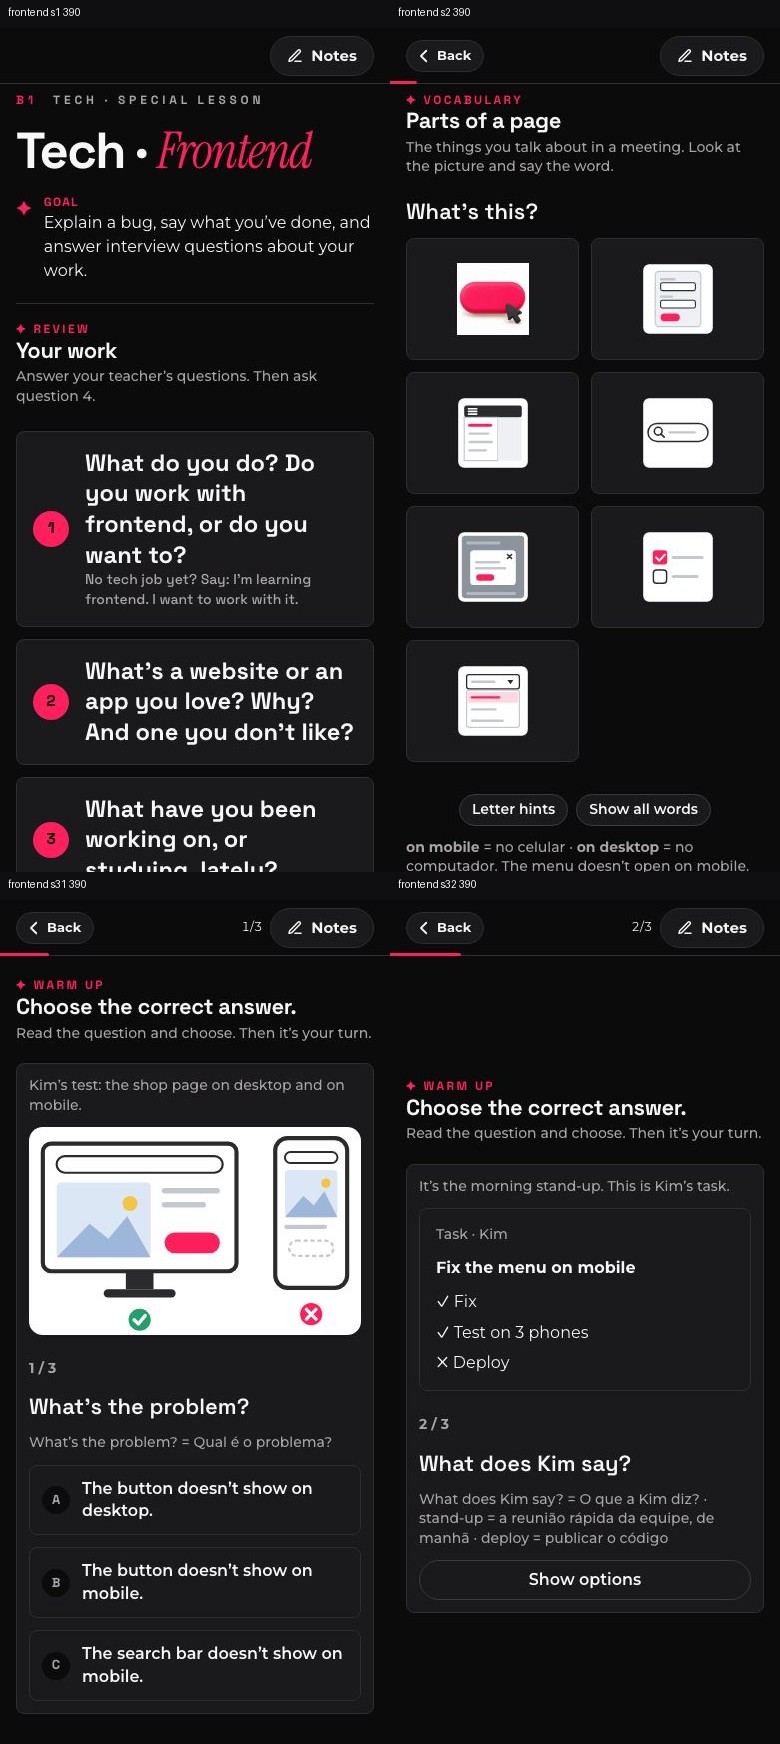 frontend s1 390
Notes
B1 TECH · SPECIAL LESSON
Tech · Frontend
GOAL
Explain a bug, say what you’ve done, and
answer interview questions about your
work.
REVIEW
Your work
Answer your teacher’s questions. Then ask
question 4.
1
What do you do? Do
you work with
frontend, or do you
want to?
No tech job yet? Say: I’m learning
frontend. I want to work with it.
2
What’s a website or an
app you love? Why?
And one you don’t like?
3
What have you been
working on, or
studying, lately?
frontend s2 390
Back
Notes
VOCABULARY
Parts of a page
The things you talk about in a meeting. Look at
the picture and say the word.
What’s this?
Letter hints
Show all words
on mobile = no celular · on desktop = no
computador. The menu doesn’t open on mobile.
frontend s31 390
Back
1/3
Notes
WARM UP
Choose the correct answer.
Read the question and choose. Then it’s your turn.
Kim’s test: the shop page on desktop and on
mobile.
1 / 3
What’s the problem?
What’s the problem? = Qual é o problema?
A
The button doesn’t show on
desktop.
B
The button doesn’t show on
mobile.
C
The search bar doesn’t show on
mobile.
frontend s32 390
Back
2/3
Notes
WARM UP
Choose the correct answer.
Read the question and choose. Then it’s your turn.
It’s the morning stand-up. This is Kim’s task.
Task · Kim
Fix the menu on mobile
✓ Fix
✓ Test on 3 phones
✕ Deploy
2 / 3
What does Kim say?
What does Kim say? = O que a Kim diz? ·
stand-up = a reunião rápida da equipe, de
manhã · deploy = publicar o código
Show options